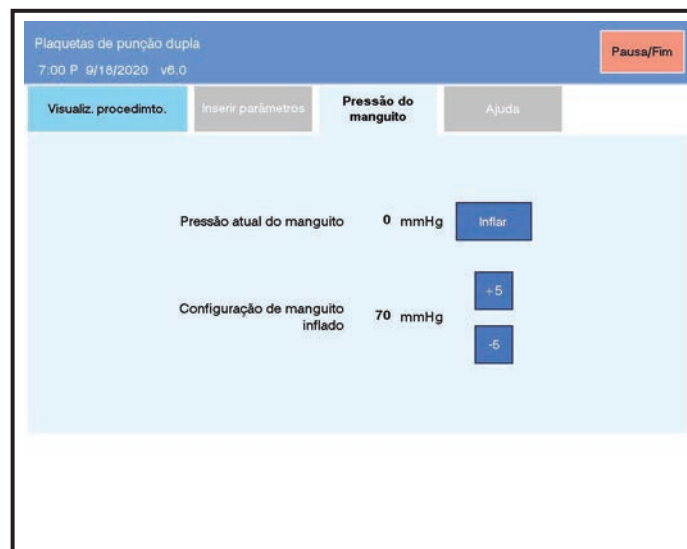 Plaquetas de punção dupla
Pausa/Fim
7:00 P 9/18/2020 v6.0
Visualiz. procedimto.
Inserir parâmetros
Pressão do
manguito
Ajuda
Pressão atual do manguito 0 mmHg Inflar
+5
Configuração de manguito
inflado
70 mmHg
-5